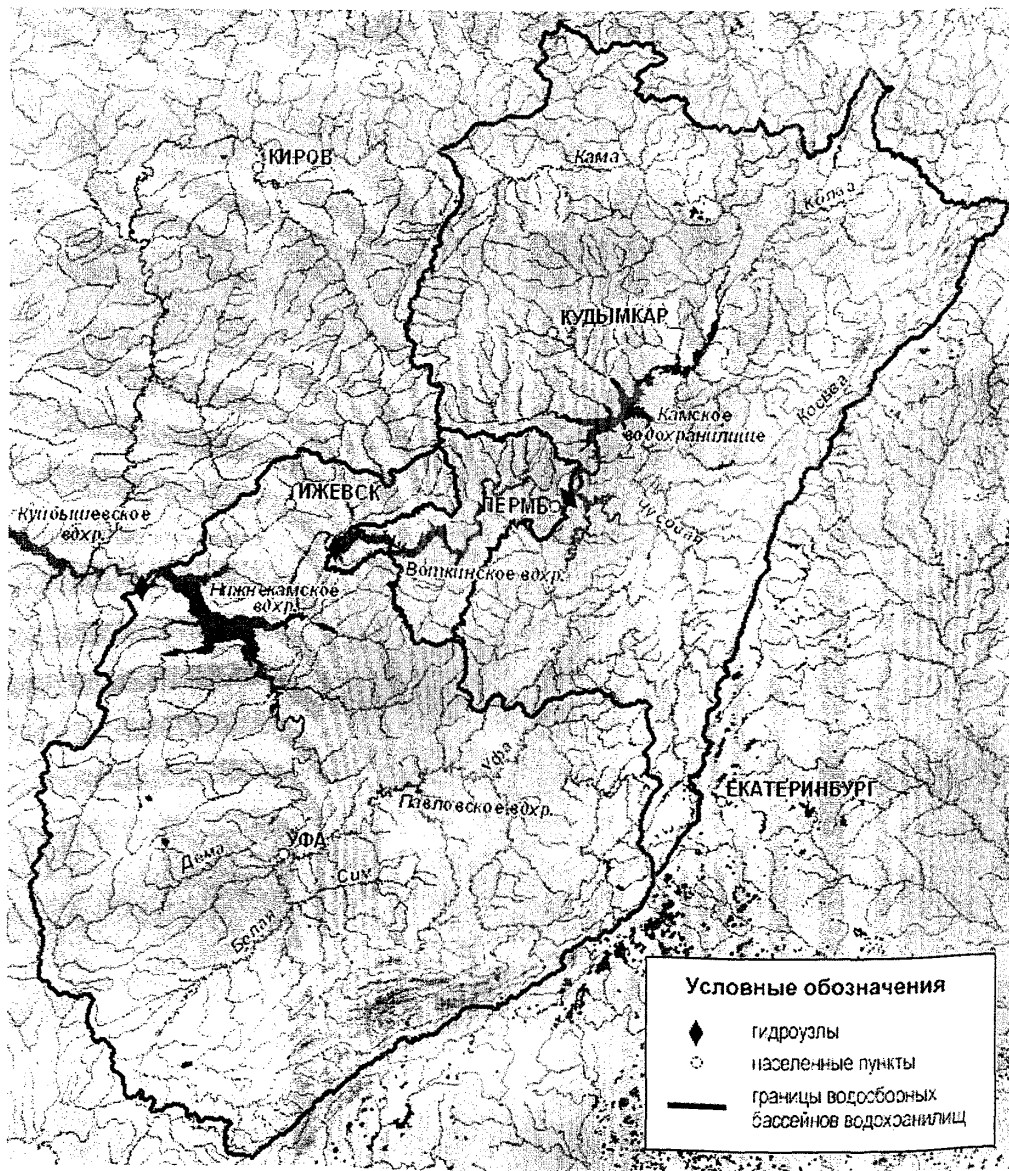 КИРОВ
Кама
Колва
КУДЫМКАР
Косьва
Камское
водохранилище
ИЖЕВСК
ПЕРМЬ
Чусовая
Куйбышевское
вдхр.
Воткинское вдхр.
Нижнекамское
вдхр.
Уфа
ЕКАТЕРИНБУРГ
Павловское вдхр.
УФА
Дема
Сим
Белая
Условные обозначения
гидроузлы
населенные пункты
границы водосборных
бассейнов водохранилищ